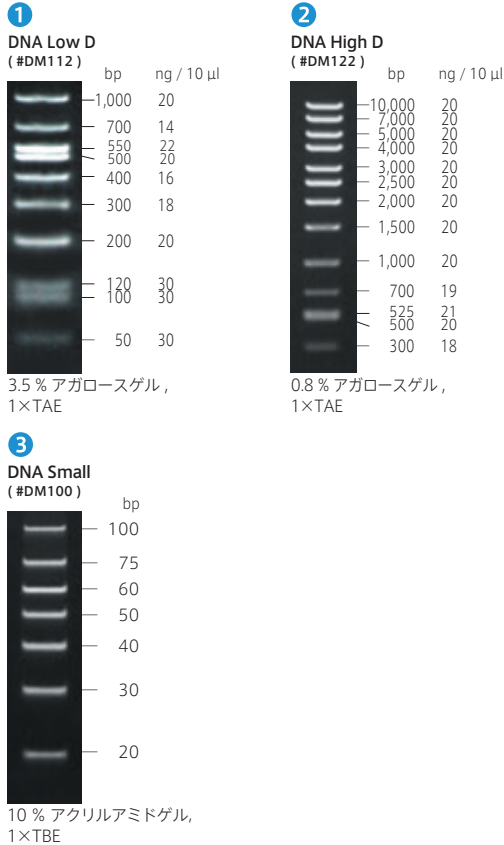 1
DNA Low D
( #DM112 )
bp ng / 10 µl
1,000 20
700 14
550 22
500 20
400 16
300 18
200 20
120 30
100 30
50 30
3.5 % アガロースゲル ,
1×TAE
2
DNA High D
( #DM122 )
bp ng / 10 µl
10,000 20
7,000 20
5,000 20
4,000 20
3,000 20
2,500 20
2,000 20
1,500 20
1,000 20
700 19
525 21
500 20
300 18
0.8 % アガロースゲル ,
1×TAE
3
DNA Small
( #DM100 )
bp
100
75
60
50
40
30
20
10 % アクリルアミドゲル,
1×TBE